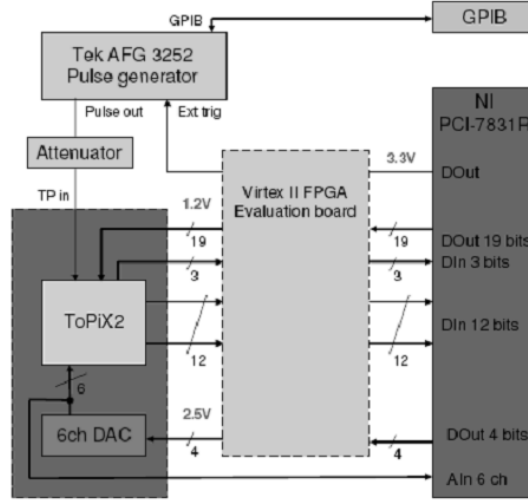 GPIB
GPIB
Tek AFG 3252
Pulse generator
NI
PCI-7831R
Pulse out
Ext trig
Attenuator
3.3V
DOut
TP in
Virtex II FPGA
Evaluation board
1.2V
19
19
DOut 19 bits
3
3
DIn 3 bits
ToPiX2
DIn 12 bits
12
12
6
2.5V
6ch DAC
4
4
DOut 4 bits
AIn 6 ch